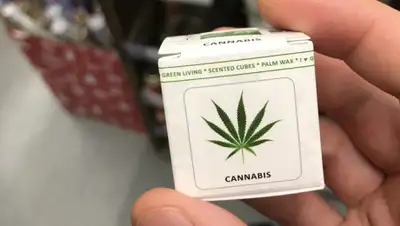 CANNABIS
GREEN LIVING * SCENTED CUBES * PALM WAX * I ♥
CANNABIS